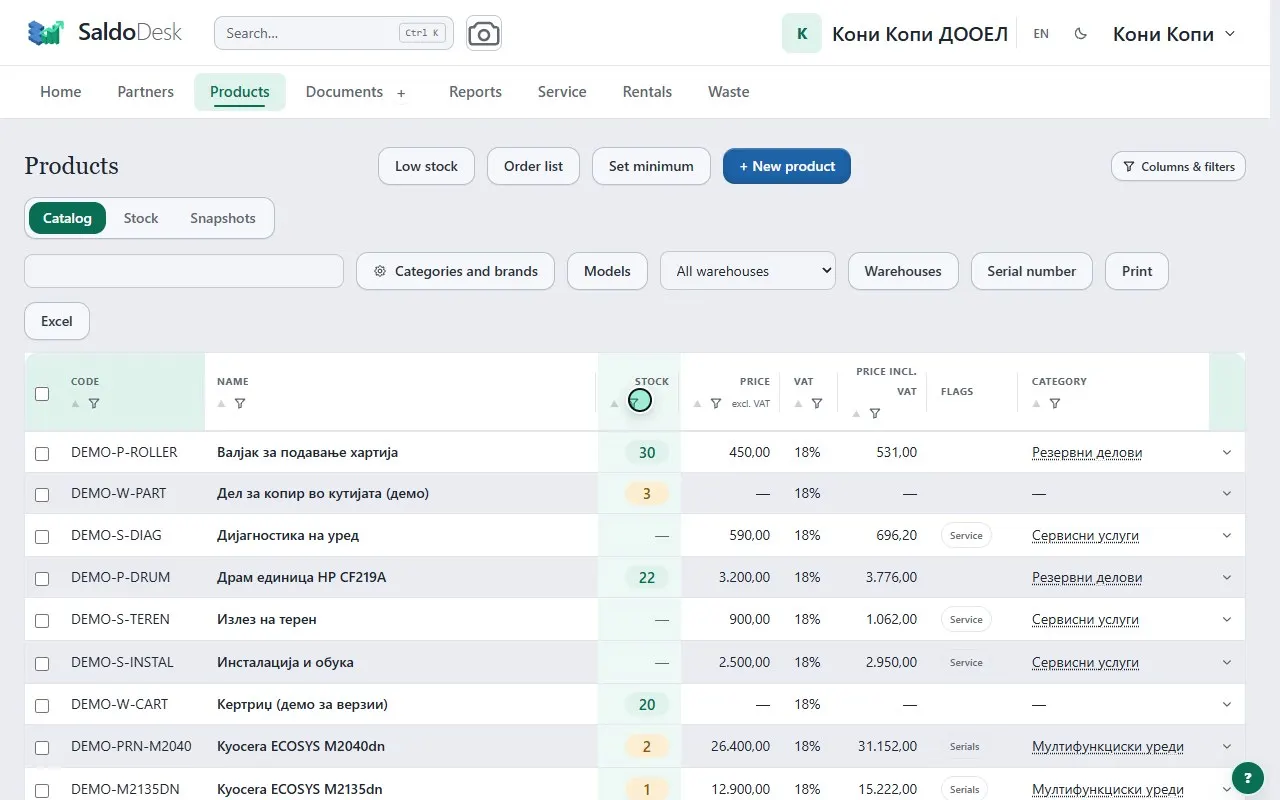 SaldoDesk
Search... Ctrl K
K Кони Копи ДООЕЛ EN Кони Копи
Home Partners Products Documents + Reports Service Rentals Waste
Products Low stock Order list Set minimum + New product Columns & filters
Catalog Stock Snapshots
Categories and brands Models All warehouses Warehouses Serial number Print
Excel
CODE NAME STOCK PRICE excl. VAT VAT PRICE INCL. VAT FLAGS CATEGORY
DEMO-P-ROLLER Валјак за подавање хартија 30 450,00 18% 531,00 Резервни делови
DEMO-W-PART Дел за копир во кутијата (демо) 3 — 18% — —
DEMO-S-DIAG Дијагностика на уред — 590,00 18% 696,20 Service Сервисни услуги
DEMO-P-DRUM Драм единица HP CF219A 22 3.200,00 18% 3.776,00 Резервни делови
DEMO-S-TEREN Излез на терен — 900,00 18% 1.062,00 Service Сервисни услуги
DEMO-S-INSTAL Инсталација и обука — 2.500,00 18% 2.950,00 Service Сервисни услуги
DEMO-W-CART Кертриџ (демо за верзии) 20 — 18% — —
DEMO-PRN-M2040 Kyocera ECOSYS M2040dn 2 26.400,00 18% 31.152,00 Serials Мултифункциски уреди
DEMO-M2135DN Kyocera ECOSYS M2135dn 1 12.900,00 18% 15.222,00 Serials Мултифункциски уреди
?